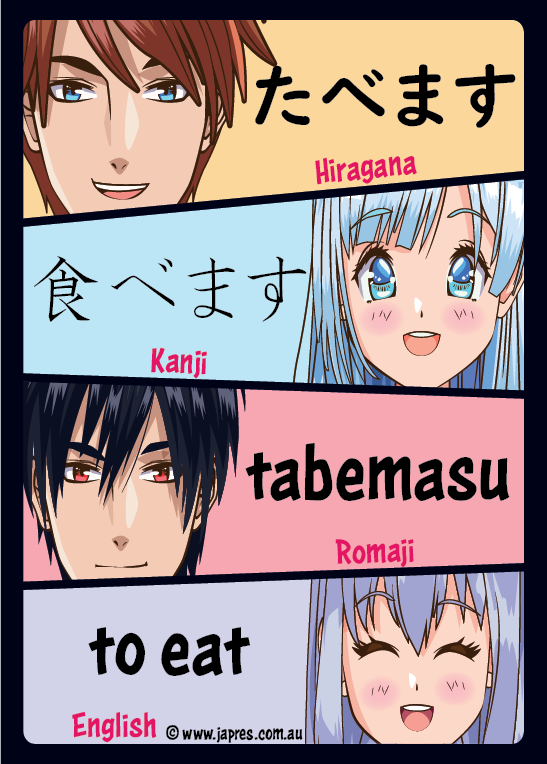 たべます
Hiragana
食べます
Kanji
tabemasu
Romaji
to eat
English © www.japres.com.au